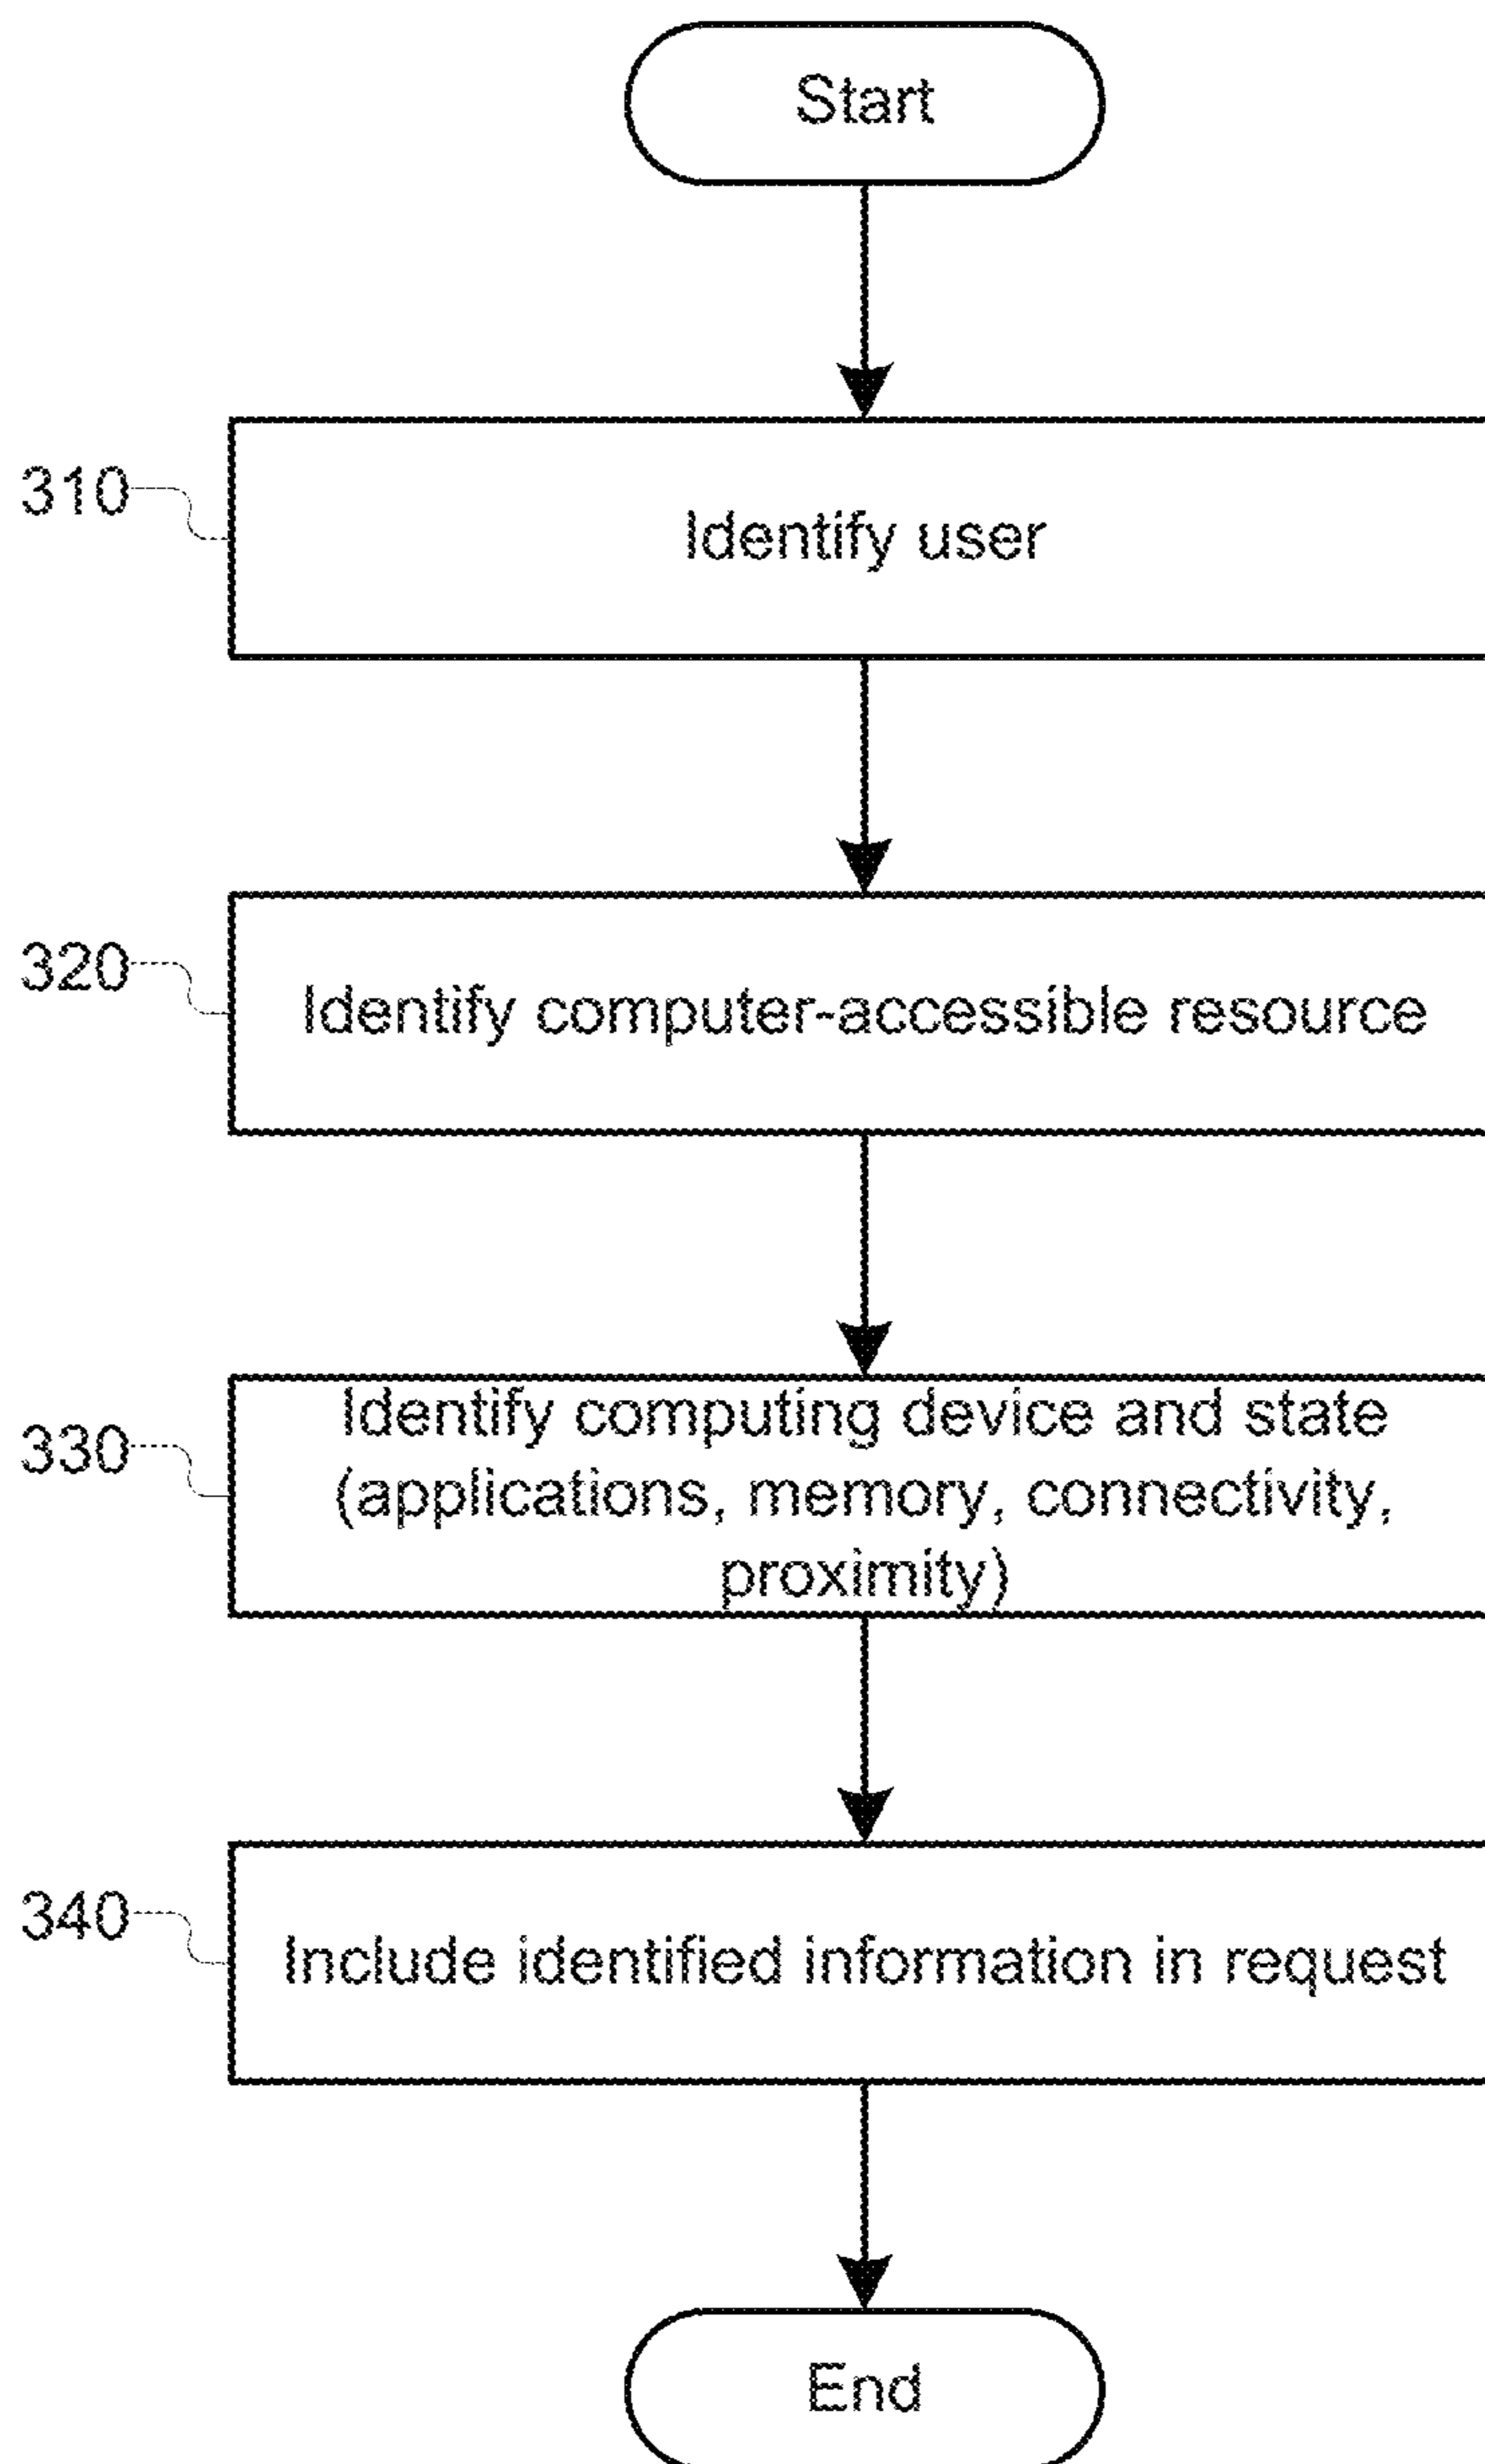 Start
310
Identify user
320
Identify computer-accessible resource
330
Identify computing device and state
(applications, memory, connectivity,
proximity)
340
Include identified information in request
End